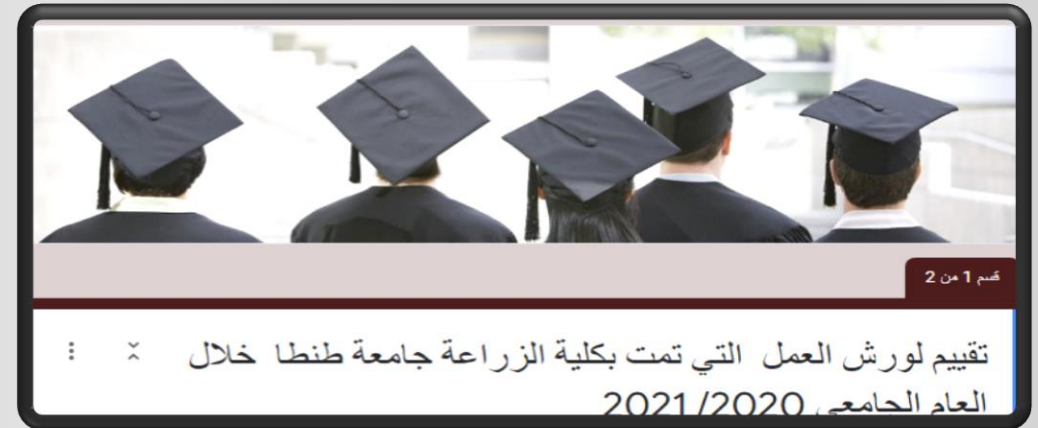 قسم 1 من 2
تقييم لورش العمل التي تمت بكلية الزراعة جامعة طنطا خلال
العام الجامعي 2021/2020